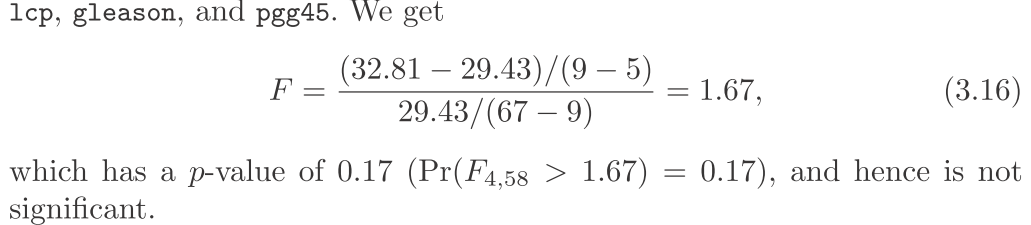 lcp, gleason, and pgg45. We get
F = (32.81 − 29.43)/(9 − 5) / 29.43/(67 − 9) = 1.67, (3.16)
which has a p-value of 0.17 (Pr(F4,58 > 1.67) = 0.17), and hence is not
significant.